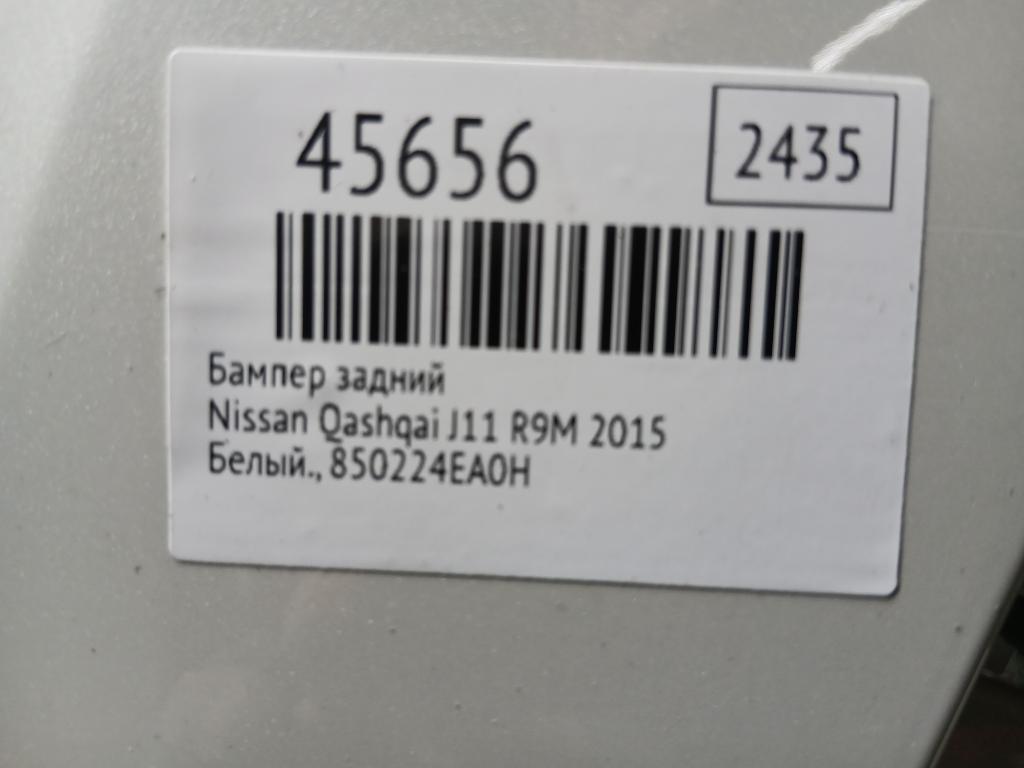 45656
2435
Бампер задний
Nissan Qashqai J11 R9M 2015
Белый., 850224EA0H